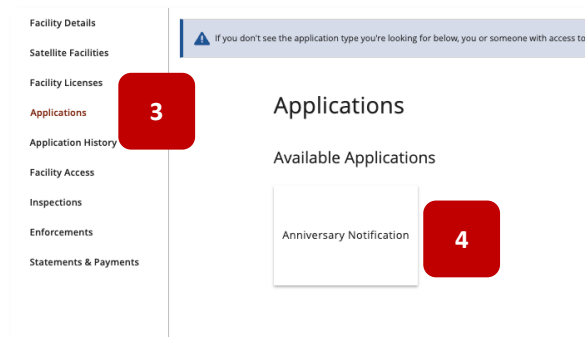 Facility Details
Satellite Facilities
Facility Licenses
Applications
3
Application History
Facility Access
Inspections
Enforcements
Statements & Payments
If you don't see the application type you're looking for below, you or someone with access to
Applications
Available Applications
Anniversary Notification
4